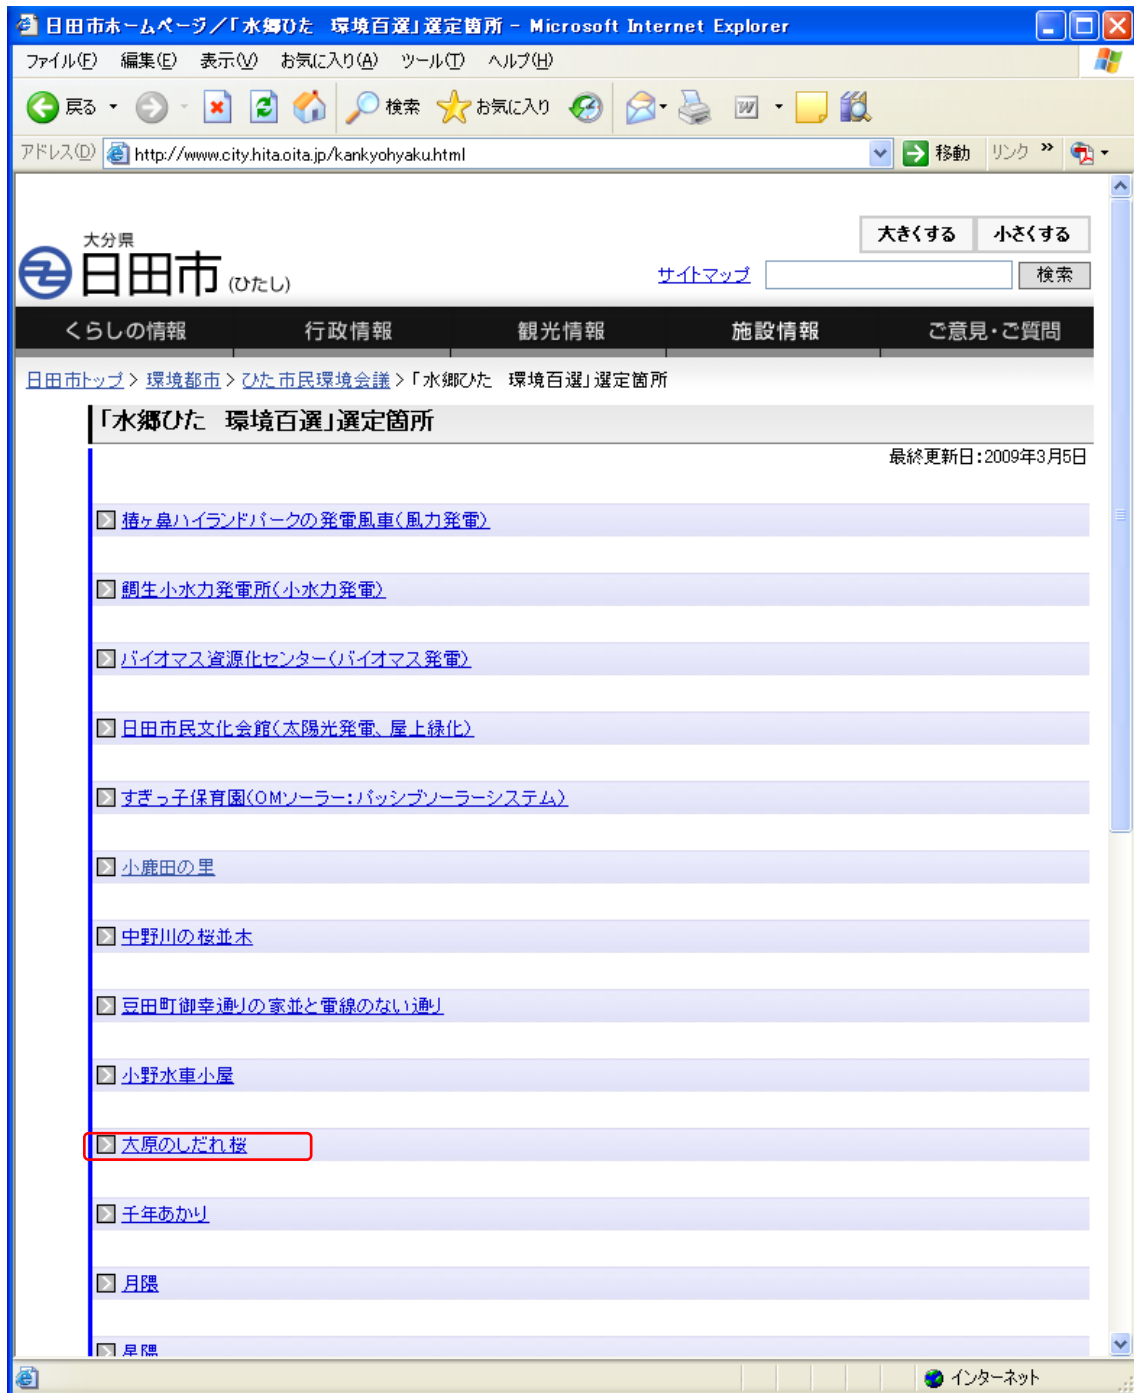 日田市ホームページ／「水郷ひた　環境百選」選定箇所 - Microsoft Internet Explorer
ファイル(F)　編集(E)　表示(V)　お気に入り(A)　ツール(T)　ヘルプ(H)
戻る　検索　お気に入り
アドレス(D) http://www.city.hita.oita.jp/kankyohyaku.html 移動 リンク »
大きくする　小さくする
大分県
日田市 (ひたし)
サイトマップ　検索
くらしの情報　行政情報　観光情報　施設情報　ご意見・ご質問
日田市トップ > 環境都市 > ひた市民環境会議 > 「水郷ひた　環境百選」選定箇所
「水郷ひた　環境百選」選定箇所
最終更新日：2009年3月5日
椿ヶ鼻ハイランドパークの発電風車（風力発電）
鯛生小水力発電所（小水力発電）
バイオマス資源化センター（バイオマス発電）
日田市民文化会館（太陽光発電、屋上緑化）
すぎっ子保育園（OMソーラー：パッシブソーラーシステム）
小鹿田の里
中野川の桜並木
豆田町御幸通りの家並と電線のない通り
小野水車小屋
大原のしだれ桜
千年あかり
月隈
星隈
インターネット